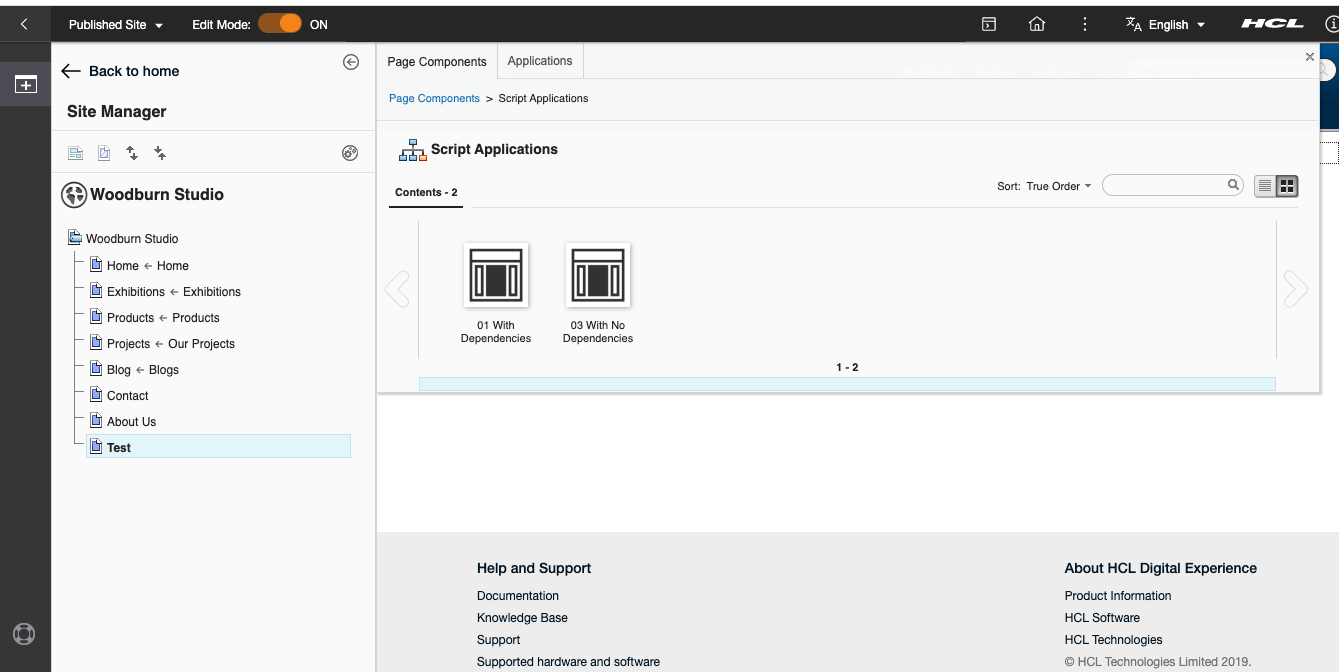 Published Site
Edit Mode:
ON
English
HCL
Back to home
Site Manager
Woodburn Studio
Woodburn Studio
Home ← Home
Exhibitions ← Exhibitions
Products ← Products
Projects ← Our Projects
Blog ← Blogs
Contact
About Us
Test
Page Components
Applications
Page Components > Script Applications
Script Applications
Contents - 2
Sort: True Order
01 With
Dependencies
03 With No
Dependencies
1 - 2
Help and Support
Documentation
Knowledge Base
Support
Supported hardware and software
About HCL Digital Experience
Product Information
HCL Software
HCL Technologies
© HCL Technologies Limited 2019.